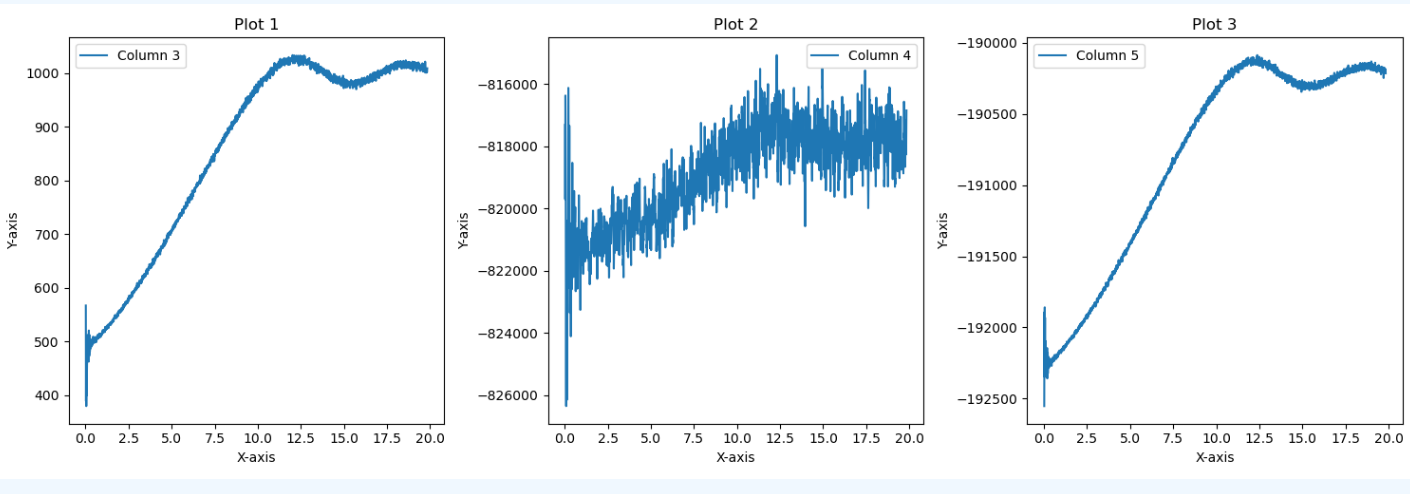 Plot 1
Column 3
1000
900
800
700
600
500
400
Y-axis
0.0 2.5 5.0 7.5 10.0 12.5 15.0 17.5 20.0
X-axis
Plot 2
Column 4
−816000
−818000
−820000
−822000
−824000
−826000
Y-axis
0.0 2.5 5.0 7.5 10.0 12.5 15.0 17.5 20.0
X-axis
Plot 3
Column 5
−190000
−190500
−191000
−191500
−192000
−192500
Y-axis
0.0 2.5 5.0 7.5 10.0 12.5 15.0 17.5 20.0
X-axis